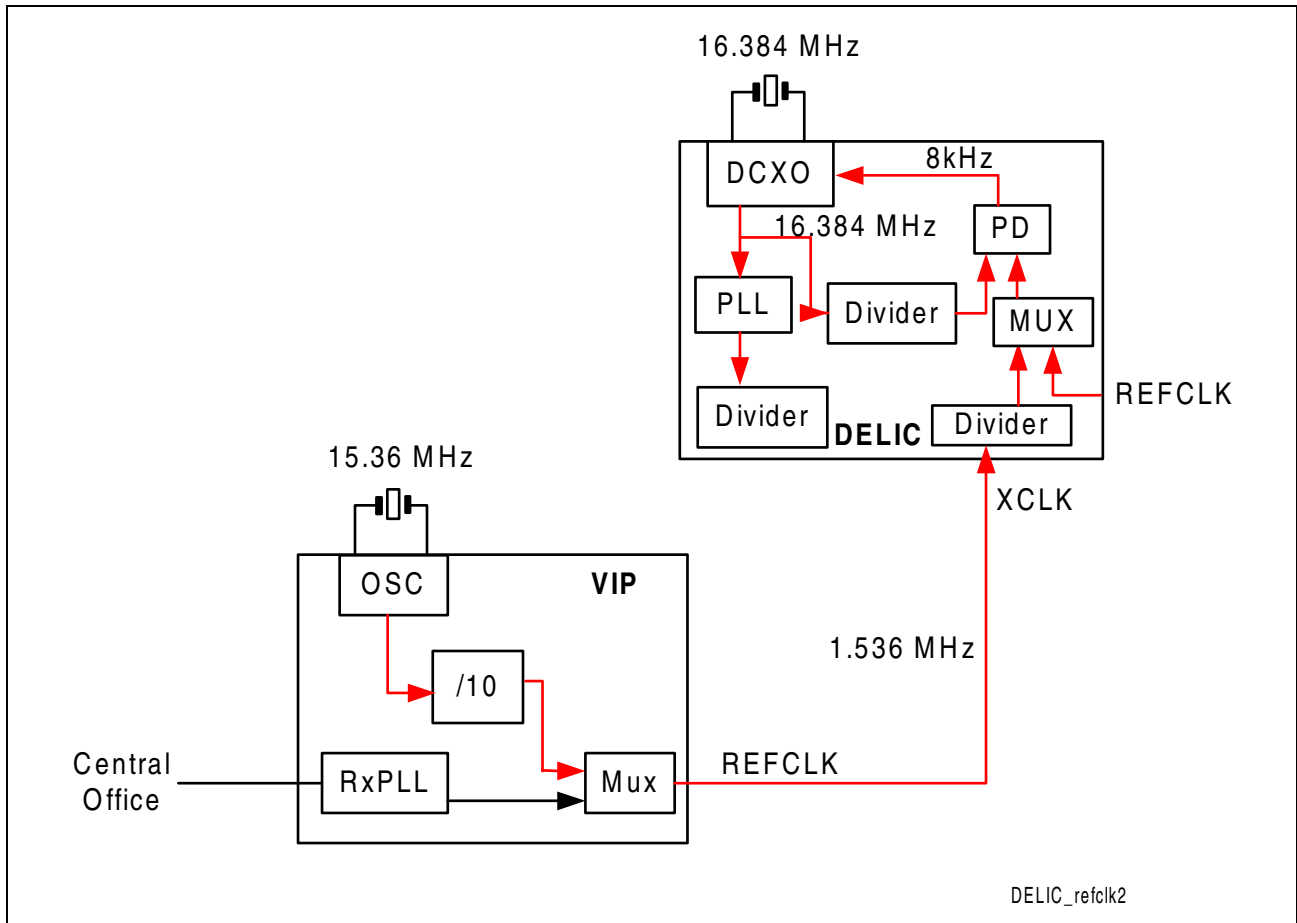 16.384 MHz
DCXO
8kHz
16.384 MHz
PD
PLL
Divider
MUX
REFCLK
Divider
DELIC
Divider
XCLK
15.36 MHz
OSC
VIP
1.536 MHz
/10
Central
Office
RxPLL
Mux
REFCLK
DELIC_refclk2